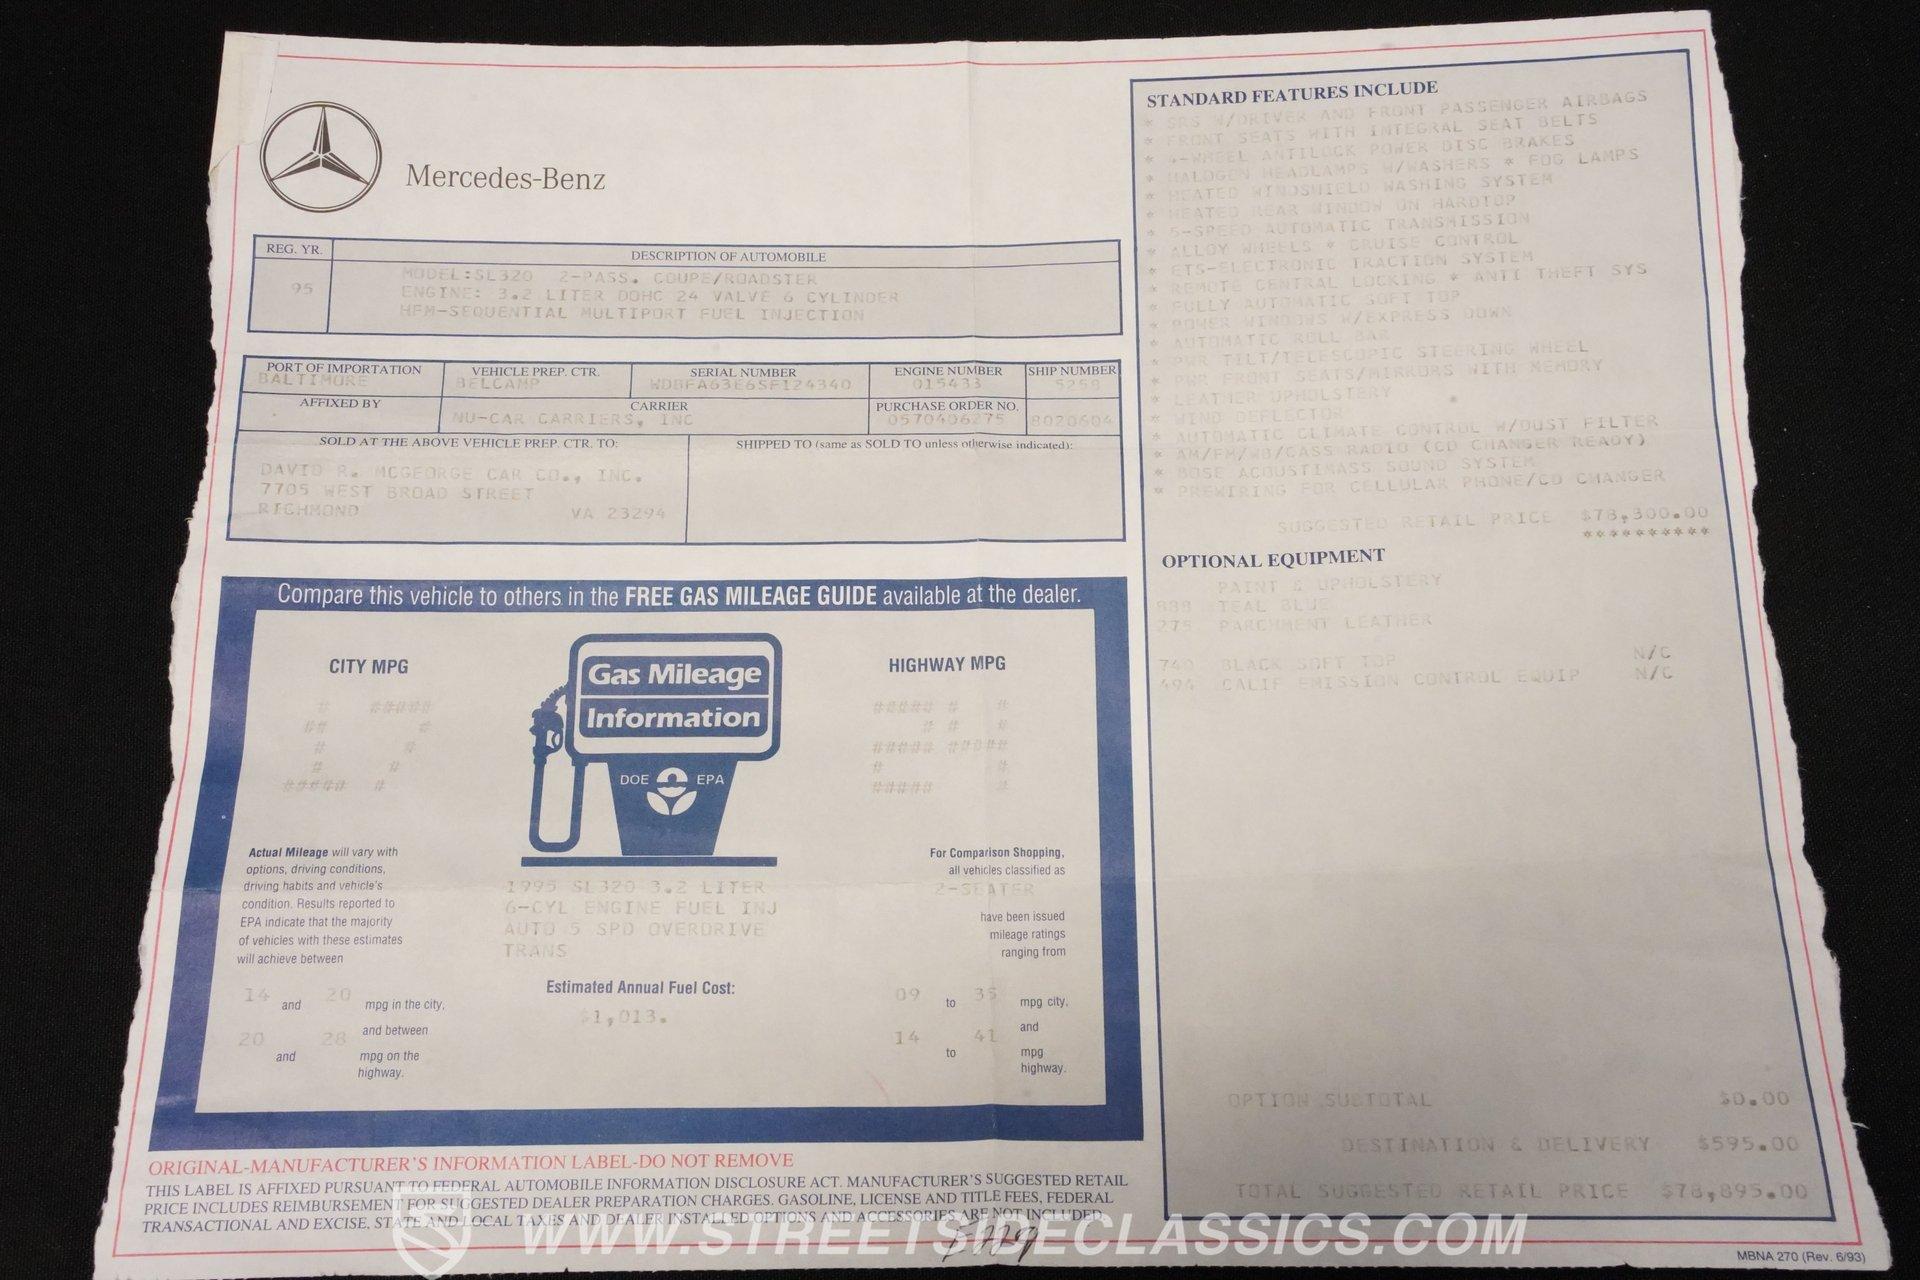 Mercedes-Benz
REG. YR.
DESCRIPTION OF AUTOMOBILE
95
MODEL:SL320 2-PASS. COUPE/ROADSTER
ENGINE: 3.2 LITER DOHC 24 VALVE 6 CYLINDER
HFM-SEQUENTIAL MULTIPORT FUEL INJECTION
PORT OF IMPORTATION
BALTIMORE
VEHICLE PREP. CTR.
BELCAMP
SERIAL NUMBER
WDBFA63E6SF124340
ENGINE NUMBER
015433
SHIP NUMBER
5259
AFFIXED BY
CARRIER
NU-CAR CARRIERS, INC
PURCHASE ORDER NO.
0570406275
8020604
SOLD AT THE ABOVE VEHICLE PREP. CTR. TO:
DAVID R. MCGEORGE CAR CO., INC.
7705 WEST BROAD STREET
RICHMOND VA 23294
SHIPPED TO (same as SOLD TO unless otherwise indicated):
Compare this vehicle to others in the FREE GAS MILEAGE GUIDE available at the dealer.
CITY MPG
17
Gas Mileage
Information
DOE EPA
HIGHWAY MPG
24
Actual Mileage will vary with
options, driving conditions,
driving habits and vehicle's
condition. Results reported to
EPA indicate that the majority
of vehicles with these estimates
will achieve between
14 and 20 mpg in the city,
and between
20 and 28 mpg on the
highway.
1995 SL320 3.2 LITER
6-CYL ENGINE FUEL INJ
AUTO 5 SPD OVERDRIVE
TRANS
Estimated Annual Fuel Cost:
$1,013.
For Comparison Shopping,
all vehicles classified as
2-SEATER
have been issued
mileage ratings
ranging from
09 to 35 mpg city,
and
14 to 41 mpg
highway.
ORIGINAL-MANUFACTURER'S INFORMATION LABEL-DO NOT REMOVE
THIS LABEL IS AFFIXED PURSUANT TO FEDERAL AUTOMOBILE INFORMATION DISCLOSURE ACT. MANUFACTURER'S SUGGESTED RETAIL
PRICE INCLUDES REIMBURSEMENT FOR SUGGESTED DEALER PREPARATION CHARGES. GASOLINE, LICENSE AND TITLE FEES, FEDERAL
TRANSACTIONAL AND EXCISE, STATE AND LOCAL TAXES AND DEALER INSTALLED OPTIONS AND ACCESSORIES ARE NOT INCLUDED.
STANDARD FEATURES INCLUDE
* SRS W/DRIVER AND FRONT PASSENGER AIRBAGS
* FRONT SEATS WITH INTEGRAL SEAT BELTS
* 4-WHEEL ANTILOCK POWER DISC BRAKES
* HALOGEN HEADLAMPS W/WASHERS * FOG LAMPS
* HEATED WINDSHIELD WASHING SYSTEM
* HEATED REAR WINDOW ON HARDTOP
* 5-SPEED AUTOMATIC TRANSMISSION
* ALLOY WHEELS * CRUISE CONTROL
* ETS-ELECTRONIC TRACTION SYSTEM
* REMOTE CENTRAL LOCKING * ANTI THEFT SYS
* FULLY AUTOMATIC SOFT TOP
* POWER WINDOWS W/EXPRESS DOWN
* AUTOMATIC ROLL BAR
* PWR TILT/TELESCOPIC STEERING WHEEL
* PWR FRONT SEATS/MIRRORS WITH MEMORY
* LEATHER UPHOLSTERY
* WIND DEFLECTOR
* AUTOMATIC CLIMATE CONTROL W/DUST FILTER
* AM/FM/WB/CASS RADIO (CD CHANGER READY)
* BOSE ACOUSTIMASS SOUND SYSTEM
* PREWIRING FOR CELLULAR PHONE/CD CHANGER
SUGGESTED RETAIL PRICE $78,300.00
**********
OPTIONAL EQUIPMENT
PAINT & UPHOLSTERY
888 TEAL BLUE
275 PARCHMENT LEATHER
740 BLACK SOFT TOP N/C
494 CALIF EMISSION CONTROL EQUIP N/C
OPTION SUBTOTAL $0.00
DESTINATION & DELIVERY $595.00
TOTAL SUGGESTED RETAIL PRICE $78,895.00
MBNA 270 (Rev. 6/93)
WWW.STREETSIDECLASSICS.COM